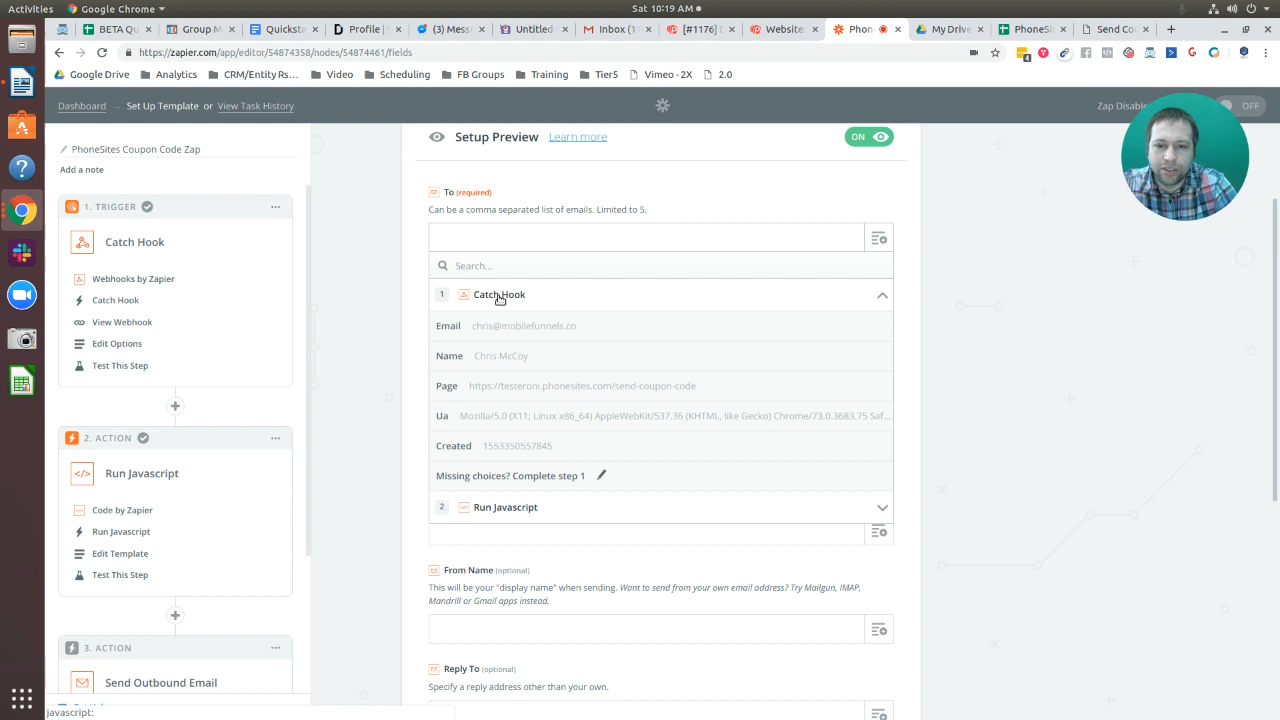 Activities
Google Chrome
Sat 10:19 AM
BETA Qu
Group M
Quickst
Profile
(3) Mess
Untitled
Inbox (1
[#1176]
Website
Phon
My Driv
PhoneSi
Send Co
https://zapier.com/app/editor/54874358/nodes/54874461/fields
4
Google Drive
Analytics
CRM/Entity Rs...
Video
Scheduling
FB Groups
Training
Tier5
Vimeo - 2X
2.0
Dashboard
Set Up Template or View Task History
Zap Disable
OFF
PhoneSites Coupon Code Zap
Add a note
1. TRIGGER
Catch Hook
Webhooks by Zapier
Catch Hook
View Webhook
Edit Options
Test This Step
2. ACTION
Run Javascript
Code by Zapier
Run Javascript
Edit Template
Test This Step
3. ACTION
Send Outbound Email
javascript:
Setup Preview Learn more
ON
To (required)
Can be a comma separated list of emails. Limited to 5.
Search...
1 Catch Hook
Email chris@mobilefunnels.co
Name Chris McCoy
Page https://testeroni.phonesites.com/send-coupon-code
Ua Mozilla/5.0 (X11; Linux x86_64) AppleWebKit/537.36 (KHTML, like Gecko) Chrome/73.0.3683.75 Saf...
Created 1553350557845
Missing choices? Complete step 1
2 Run Javascript
From Name (optional)
This will be your "display name" when sending. Want to send from your own email address? Try Mailgun, IMAP,
Mandrill or Gmail apps instead.
Reply To (optional)
Specify a reply address other than your own.